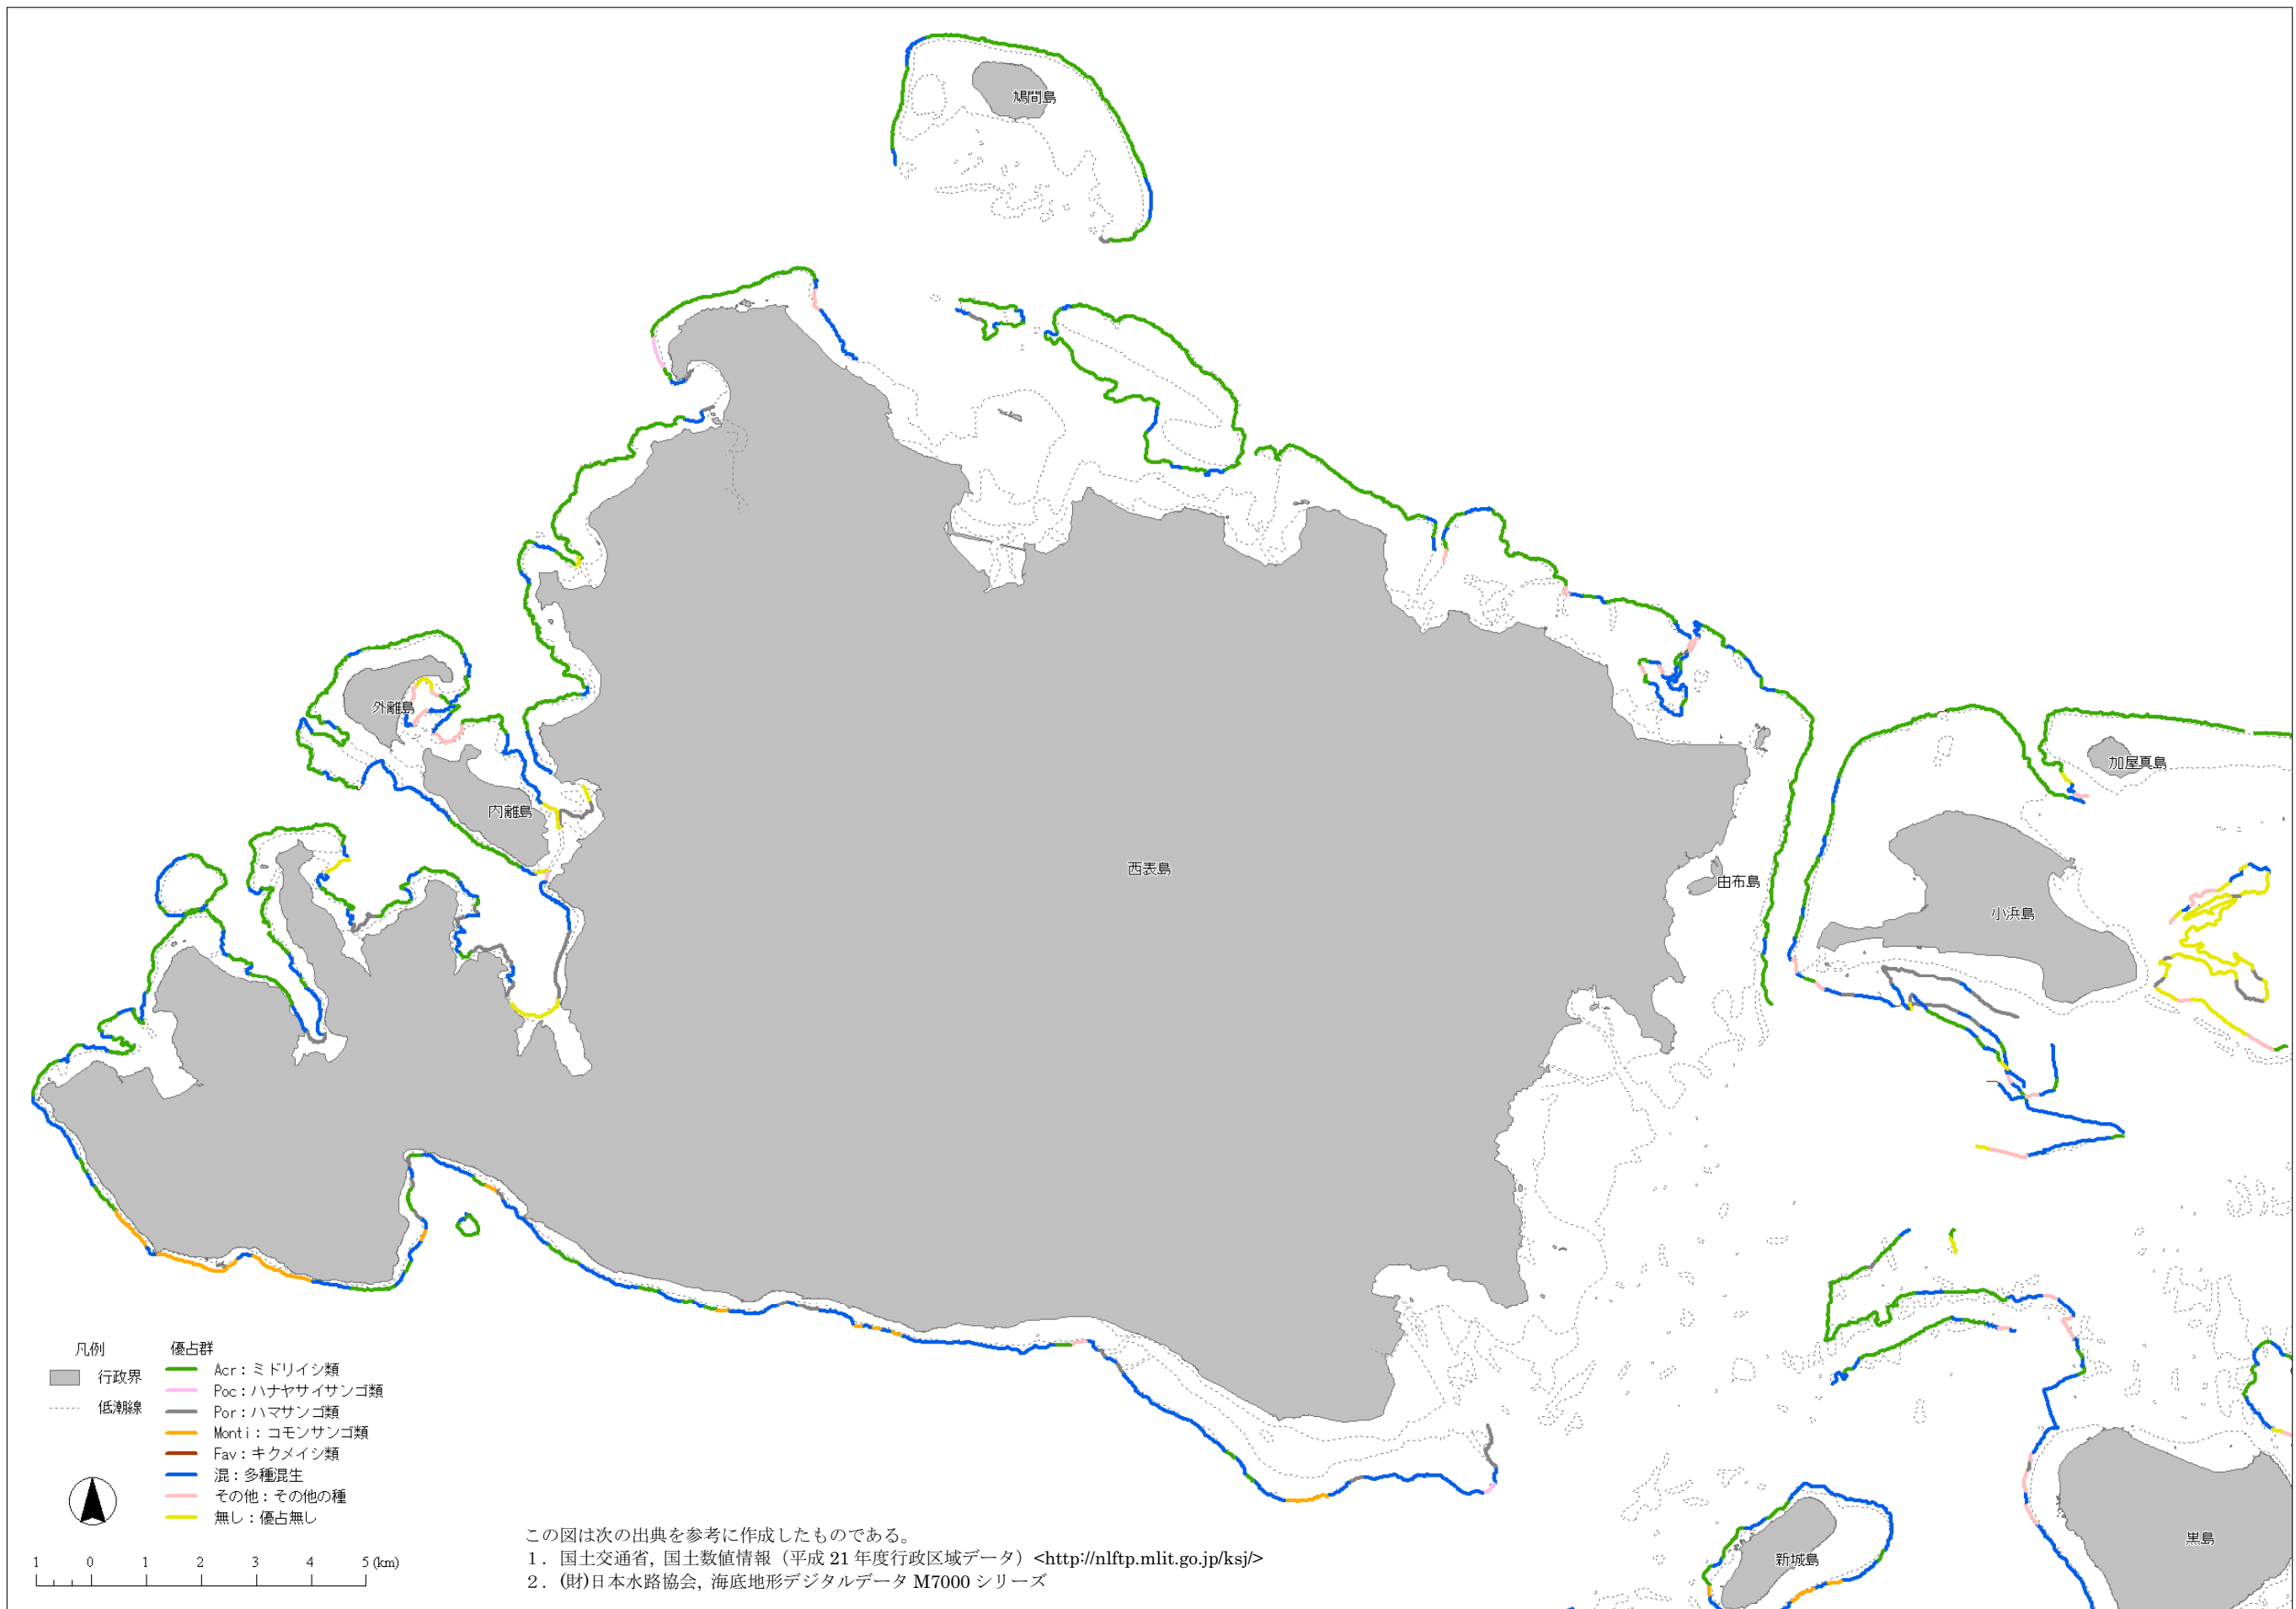 鳩間島
外離島
加屋真島
内離島
西表島
由布島
小浜島
凡例
優占群
行政界
低潮線
Acr：ミドリイシ類
Poc：ハナヤサイサンゴ類
Por：ハマサンゴ類
Monti：コモンサンゴ類
Fav：キクメイシ類
混：多種混生
その他：その他の種
無し：優占無し
1 0 1 2 3 4 5(km)
この図は次の出典を参考に作成したものである。
１．国土交通省, 国土数値情報（平成 21 年度行政区域データ）<http://nlftp.mlit.go.jp/ksj/>
２．(財)日本水路協会, 海底地形デジタルデータ M7000 シリーズ
新城島
黒島